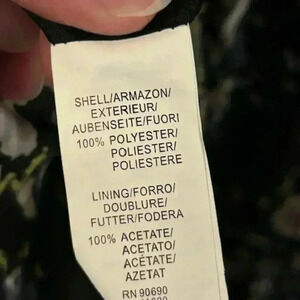 SHELL/ARMAZON/
EXTERIEUR/
AUBENSEITE/FUORI
100% POLYESTER/
POLIESTER/
POLIESTERE
LINING/FORRO/
DOUBLURE/
FUTTER/FODERA
100% ACETATE/
ACETATO/
ACÉTATE/
AZETAT
RN 90690